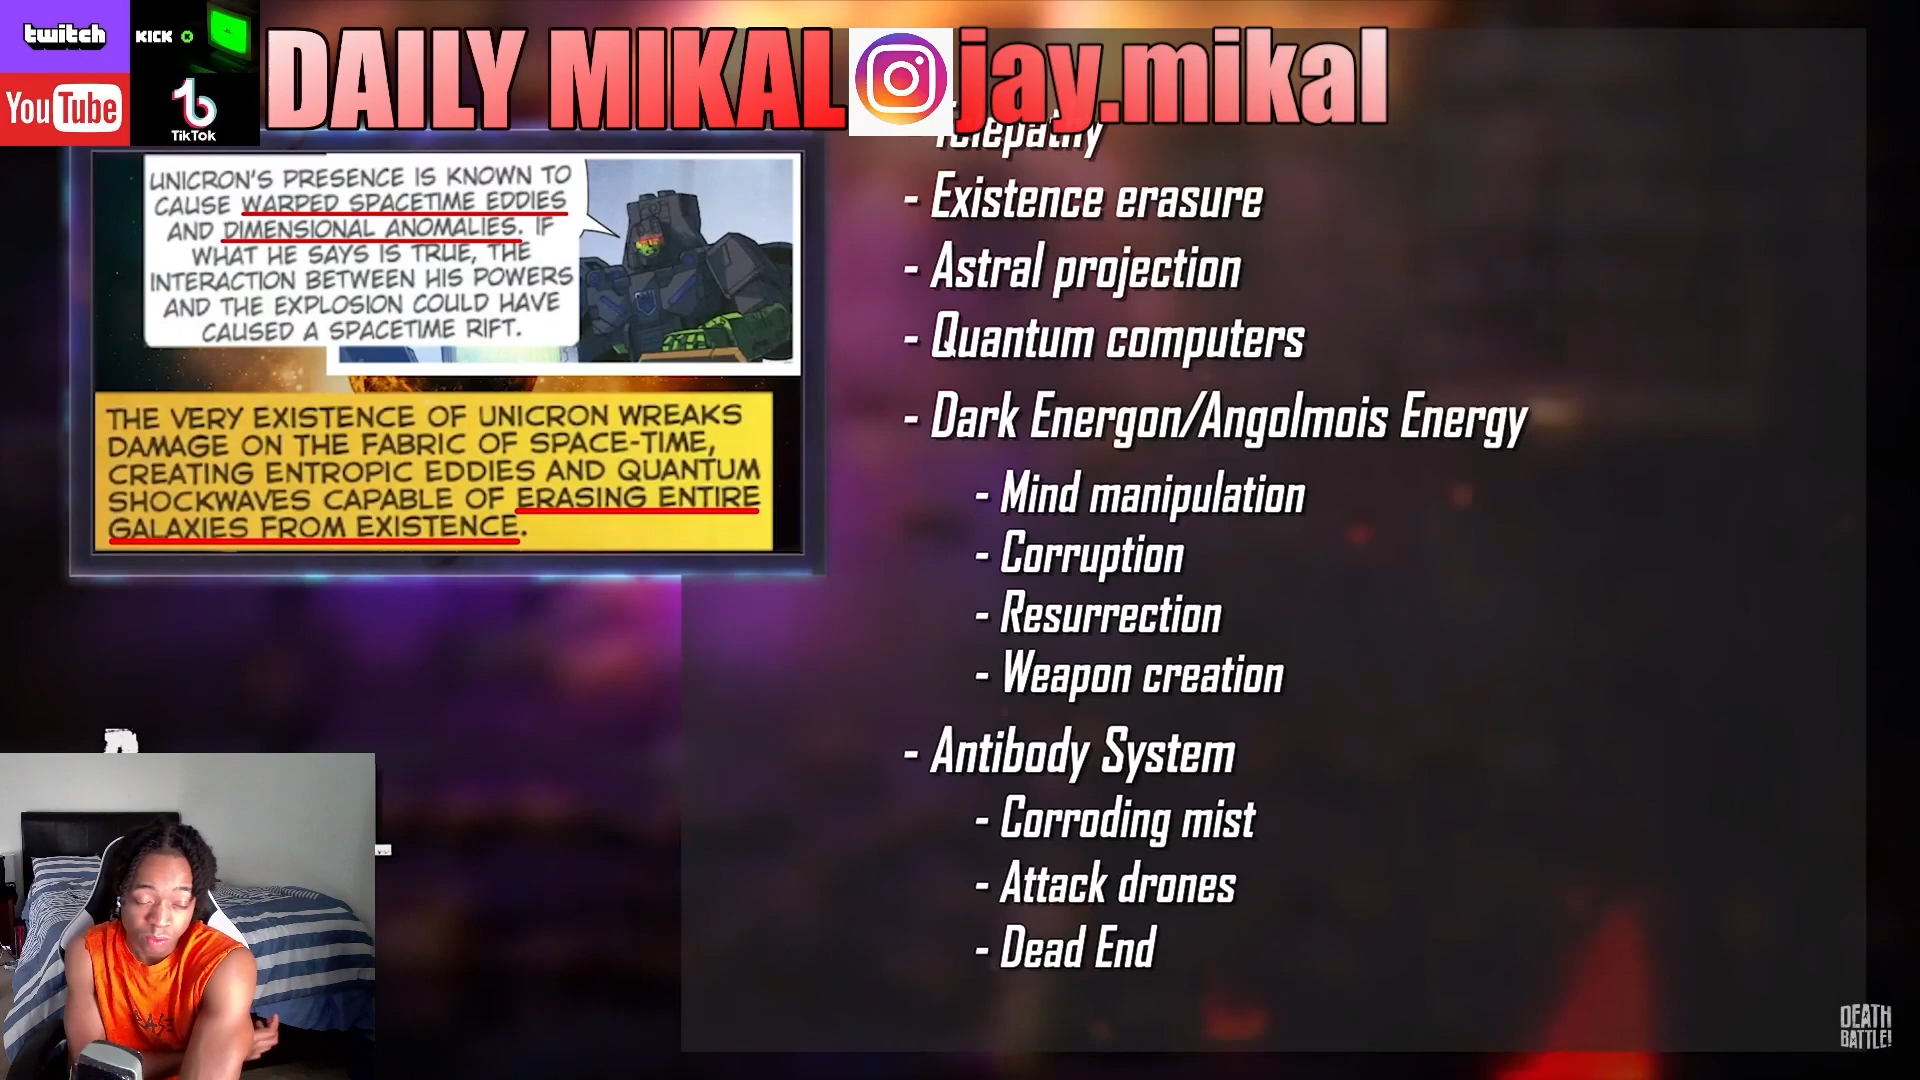 twitch
KICK
YouTube
TikTok
DAILY MIKAL
jay.mikal
UNICRON'S PRESENCE IS KNOWN TO
CAUSE WARPED SPACETIME EDDIES
AND DIMENSIONAL ANOMALIES. IF
WHAT HE SAYS IS TRUE, THE
INTERACTION BETWEEN HIS POWERS
AND THE EXPLOSION COULD HAVE
CAUSED A SPACETIME RIFT.
THE VERY EXISTENCE OF UNICRON WREAKS
DAMAGE ON THE FABRIC OF SPACE-TIME,
CREATING ENTROPIC EDDIES AND QUANTUM
SHOCKWAVES CAPABLE OF ERASING ENTIRE
GALAXIES FROM EXISTENCE.
Telepathy
- Existence erasure
- Astral projection
- Quantum computers
- Dark Energon/Angolmois Energy
- Mind manipulation
- Corruption
- Resurrection
- Weapon creation
- Antibody System
- Corroding mist
- Attack drones
- Dead End
DEATH
BATTLE!